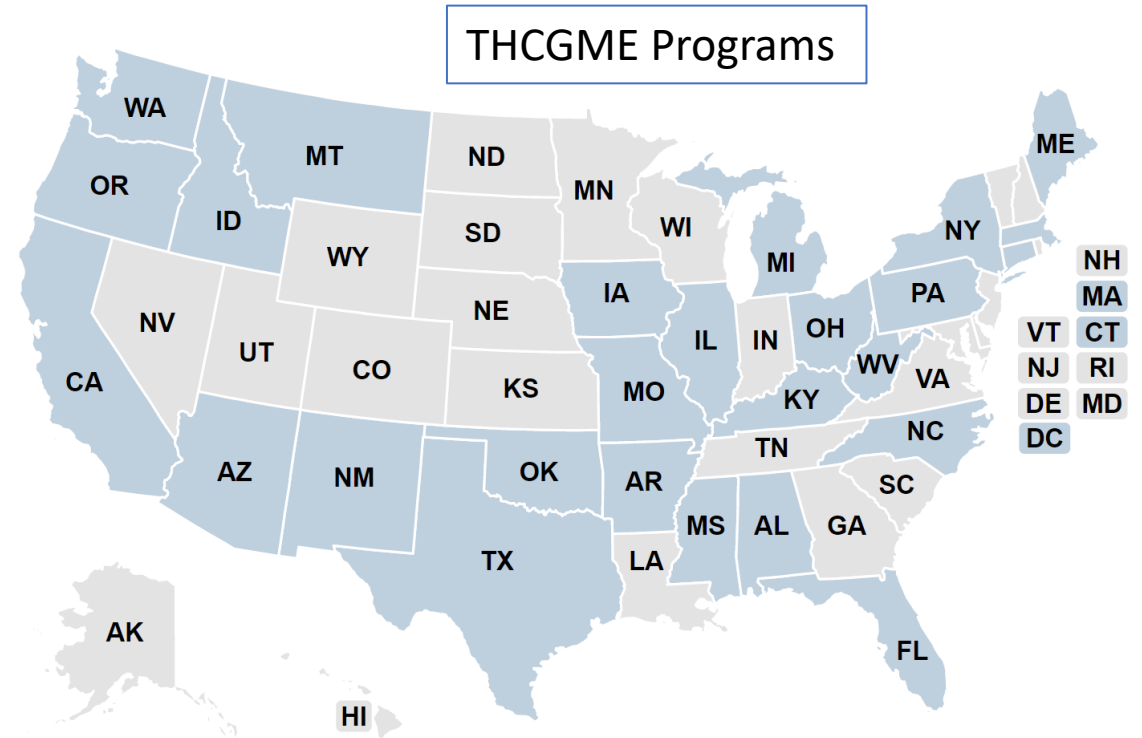 THCGME Programs
WA
MT
ND
MN
ME
OR
ID
SD
WI
NY
WY
MI
NH
NE
IA
PA
MA
NV
UT
CO
IL
IN
OH
VT CT
CA
KS
MO
WV
VA
NJ RI
KY
DE MD
NC
DC
TN
AZ
NM
OK
AR
SC
MS
AL
GA
TX
LA
AK
FL
HI